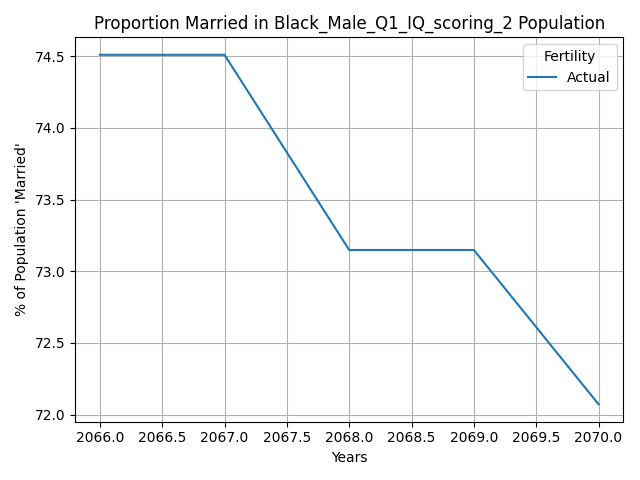 Proportion Married in Black_Male_Q1_IQ_scoring_2 Population
Fertility
Actual
% of Population 'Married'
74.5
74.0
73.5
73.0
72.5
72.0
2066.0 2066.5 2067.0 2067.5 2068.0 2068.5 2069.0 2069.5 2070.0
Years